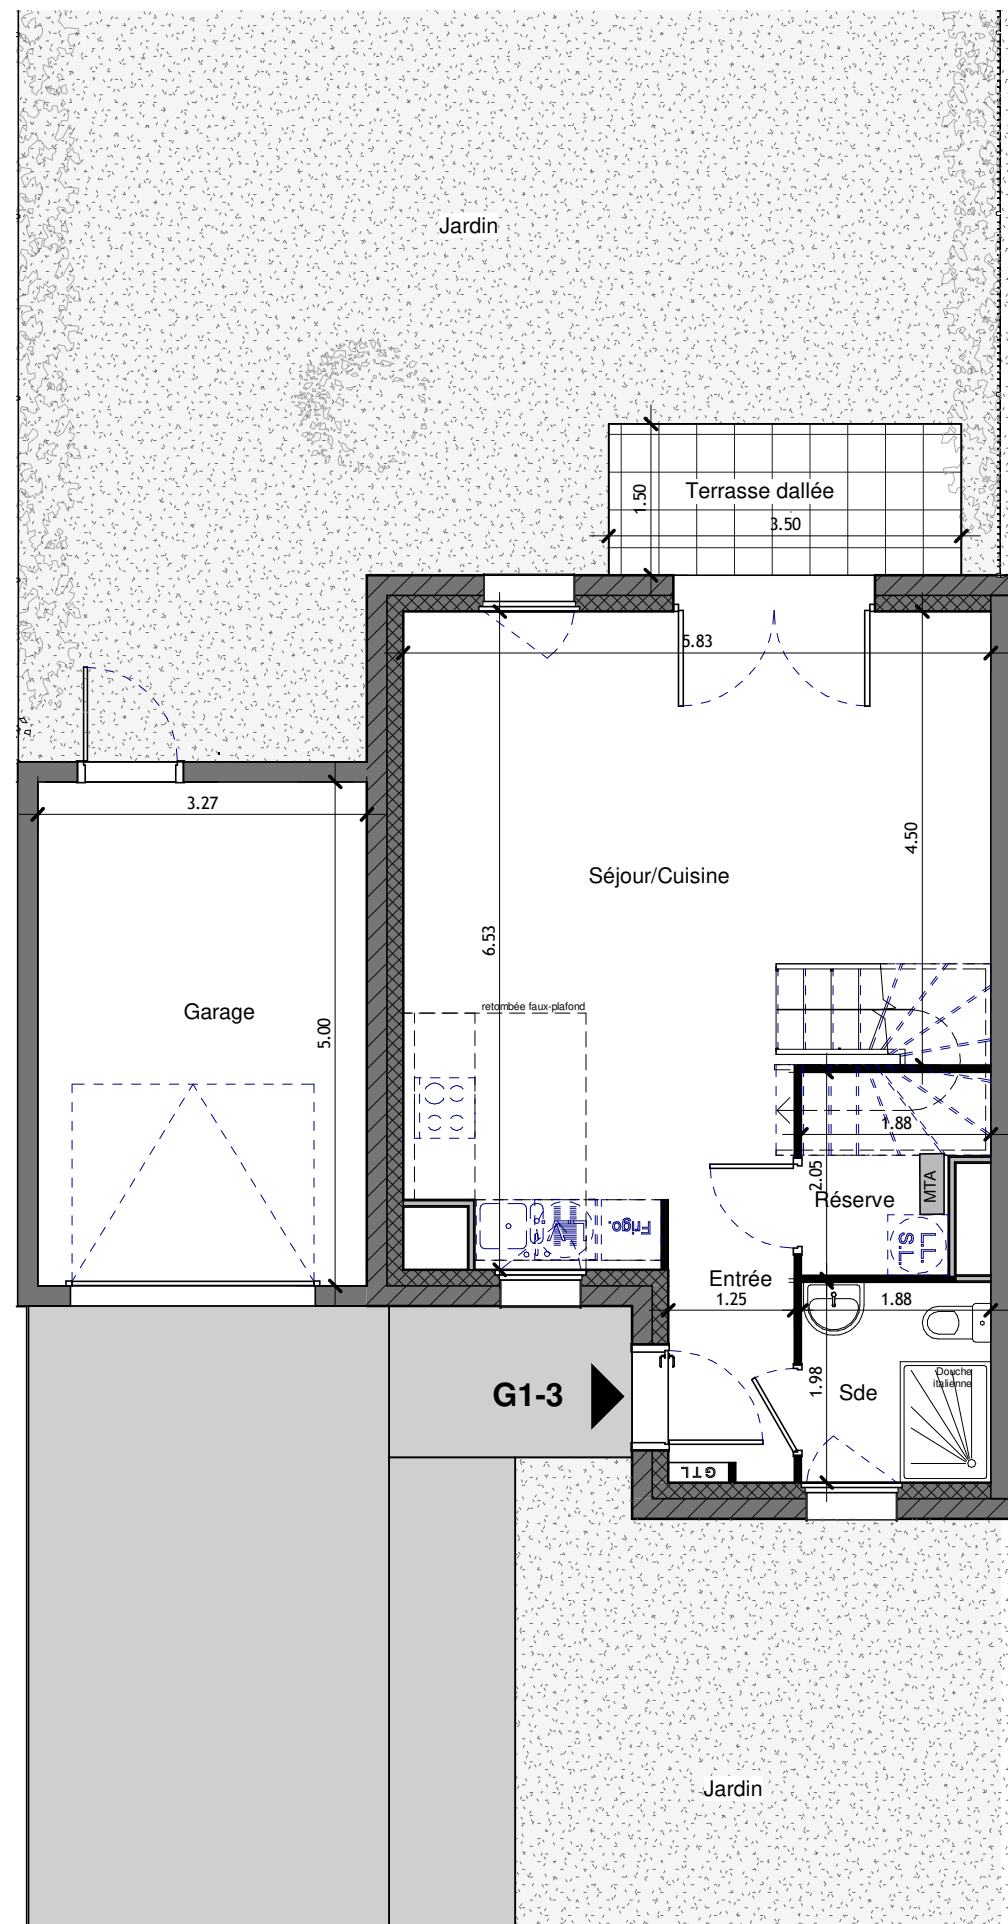 Jardin
1.50
Terrasse dallée
3.50
5.83
3.27
4.50
Séjour/Cuisine
6.53
retombée faux-plafond
Garage
5.00
1.88
2.05
MTA
Réserve
Frigo.
L.L.
S.L.
LV
Entrée
1.25
1.88
G1-3
1.98
Sde
Douche
italienne
GTL
Jardin